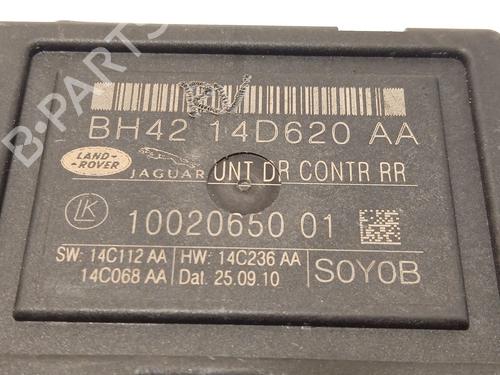 BH42 14D620 AA
LAND-
ROVER
JAGUAR
UNT DR CONTR RR
LK
10020650 01
SW: 14C112 AA
14C068 AA
HW: 14C236 AA
Dat. 25.09.10
SOYOB
B-PARTS